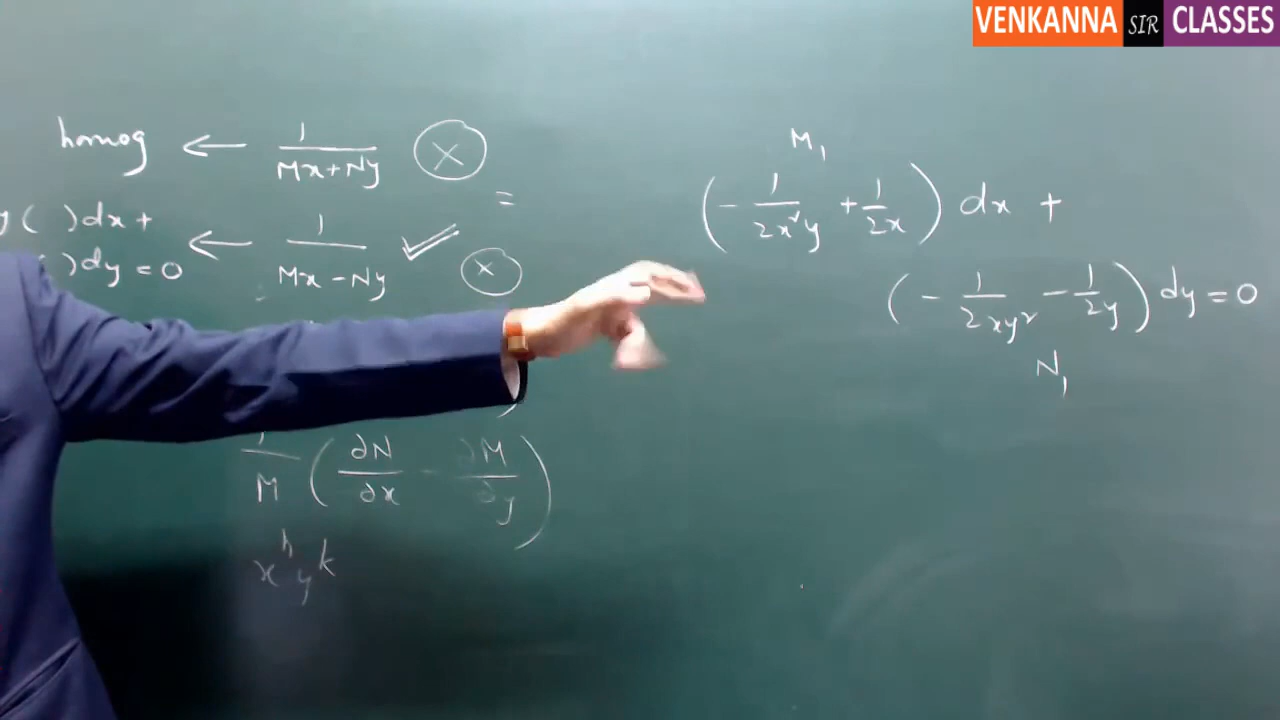 VENKANNA SIR CLASSES
homog ← 1/(Mx+Ny) ⓧ
y ( ) dx +
( ) dy = 0 ← 1/(Mx-Ny) ✓ ⓧ
=
1/M ( ∂N/∂x - ∂M/∂y )
x^h y^k
M₁
( - 1/(2x²y) + 1/(2x) ) dx +
( - 1/(2xy²) - 1/(2y) ) dy = 0
N₁